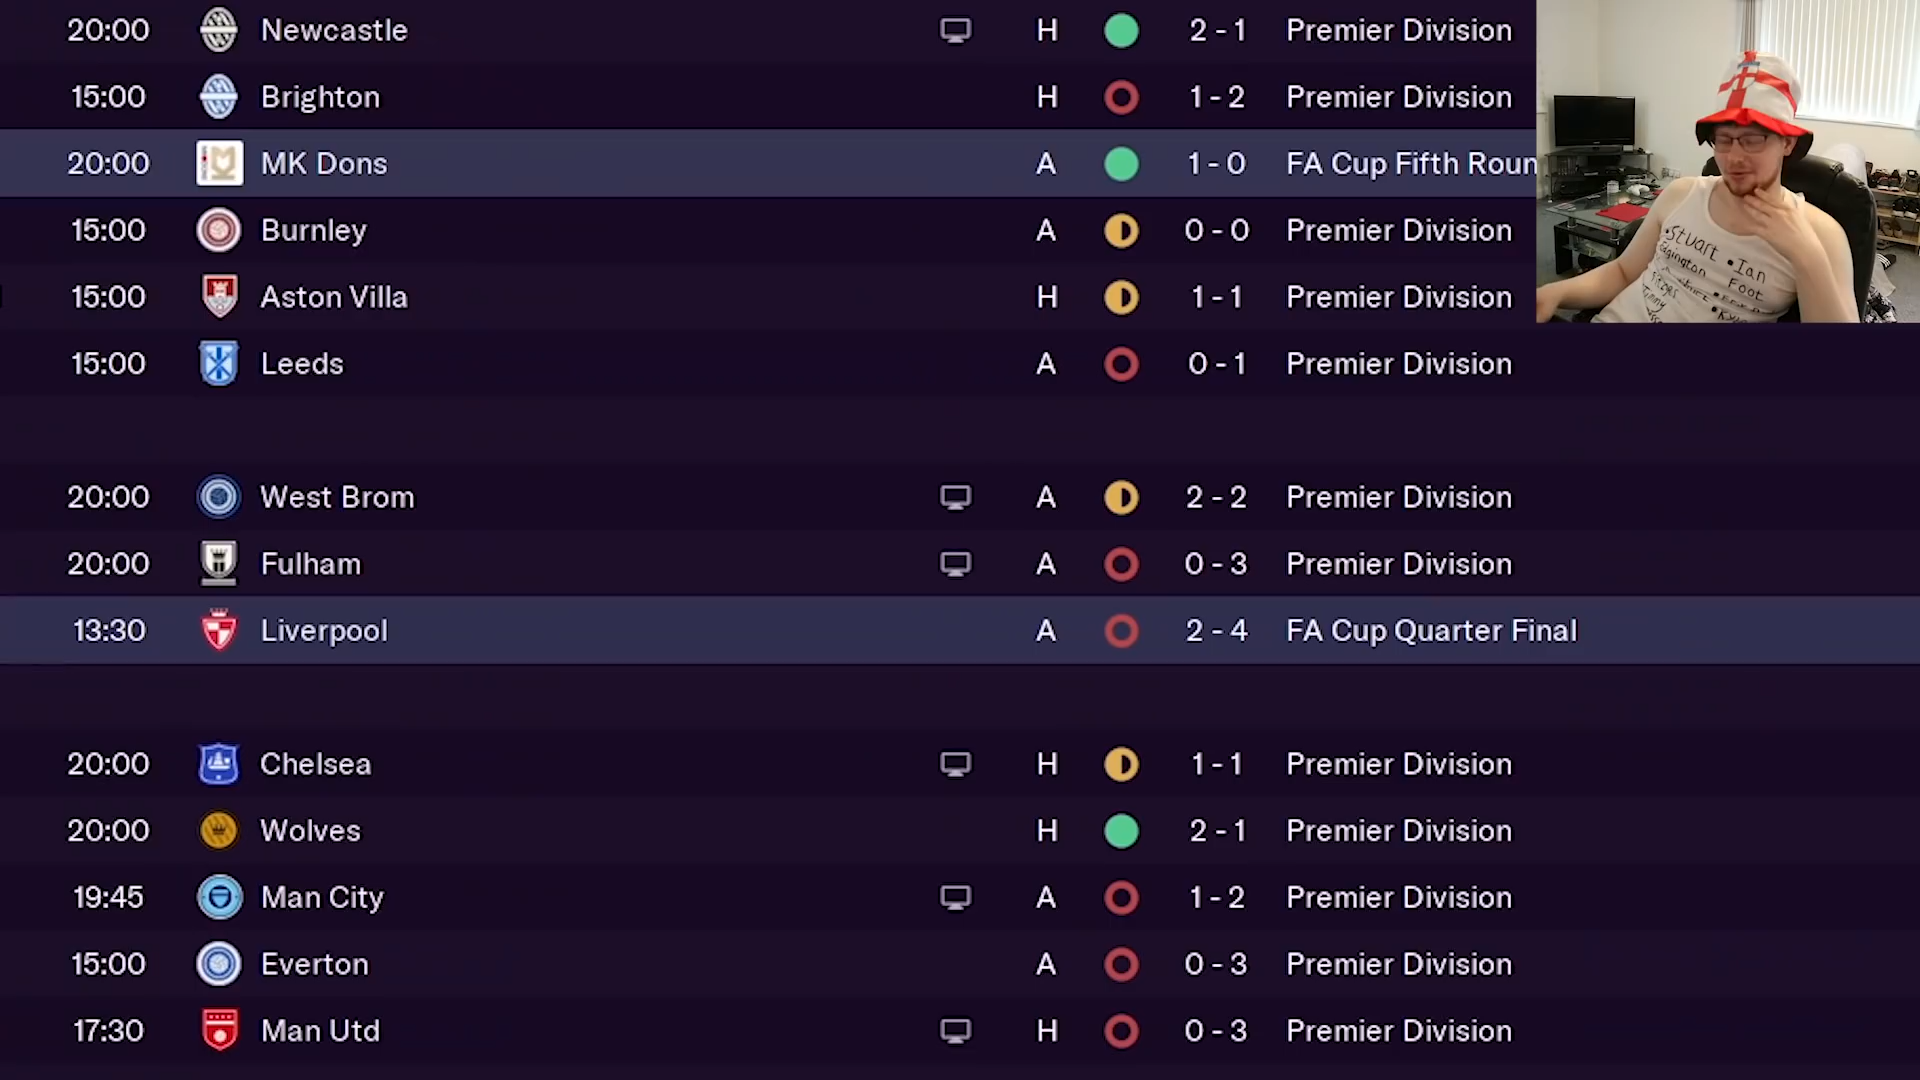 20:00 Newcastle H 2 - 1 Premier Division
15:00 Brighton H 1 - 2 Premier Division
20:00 MK Dons A 1 - 0 FA Cup Fifth Roun
15:00 Burnley A 0 - 0 Premier Division
15:00 Aston Villa H 1 - 1 Premier Division
15:00 Leeds A 0 - 1 Premier Division
20:00 West Brom A 2 - 2 Premier Division
20:00 Fulham A 0 - 3 Premier Division
13:30 Liverpool A 2 - 4 FA Cup Quarter Final
20:00 Chelsea H 1 - 1 Premier Division
20:00 Wolves H 2 - 1 Premier Division
19:45 Man City A 1 - 2 Premier Division
15:00 Everton A 0 - 3 Premier Division
17:30 Man Utd H 0 - 3 Premier Division
•Stuart
Edgington
•Ian
Foot